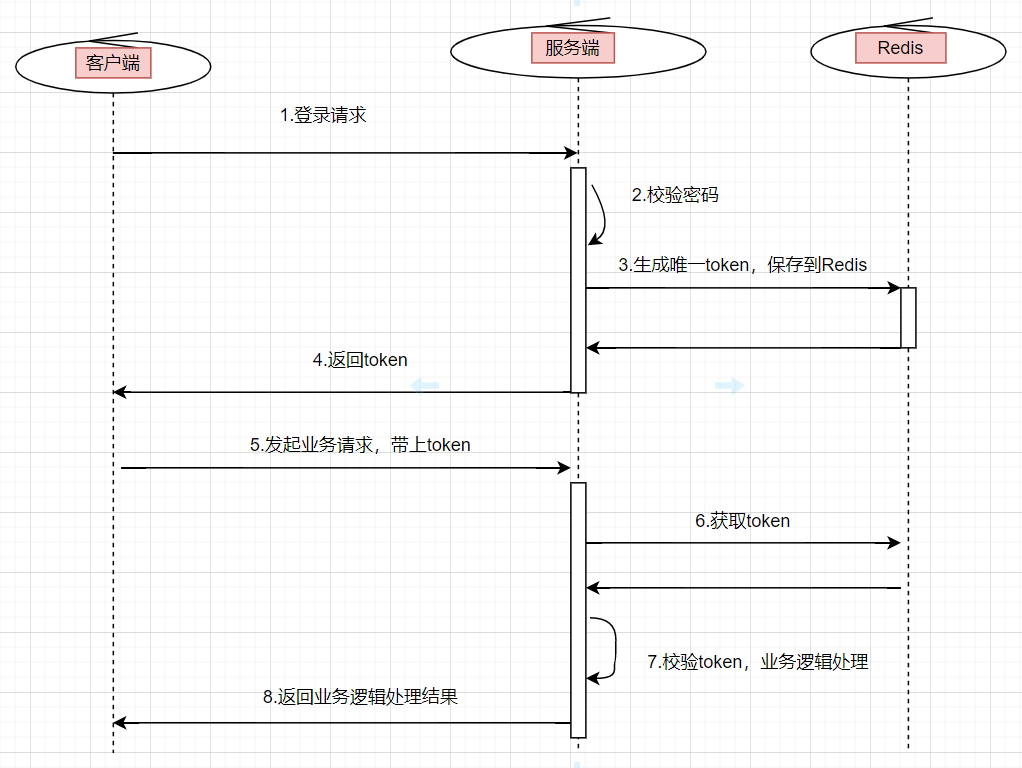 客户端
服务端
Redis
1.登录请求
2.校验密码
3.生成唯一token，保存到Redis
4.返回token
5.发起业务请求，带上token
6.获取token
7.校验token，业务逻辑处理
8.返回业务逻辑处理结果